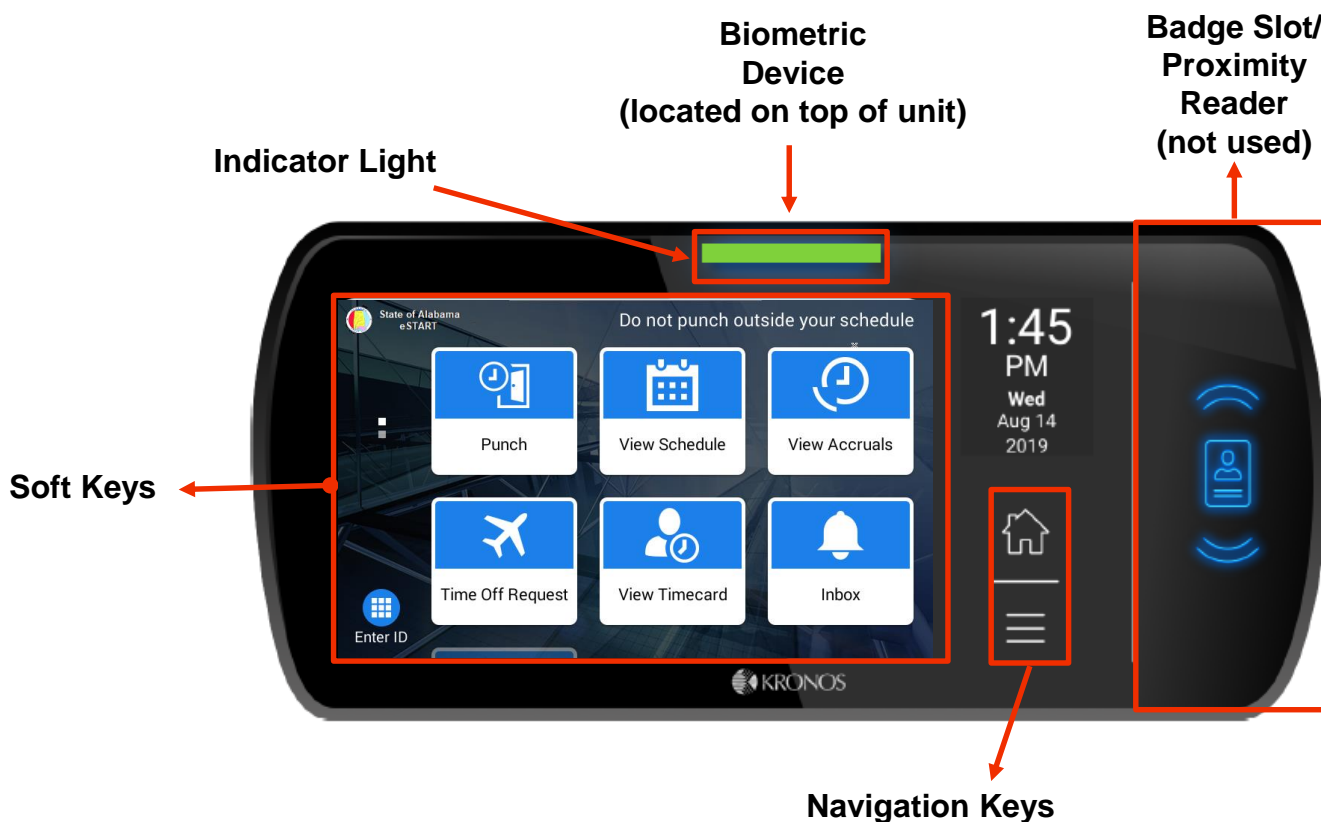 Biometric
Device
(located on top of unit)
Badge Slot/
Proximity
Reader
(not used)
Indicator Light
State of Alabama
eSTART
Do not punch outside your schedule
1:45
PM
Wed
Aug 14
2019
Punch
View Schedule
View Accruals
Soft Keys
Time Off Request
View Timecard
Inbox
Enter ID
KRONOS
Navigation Keys